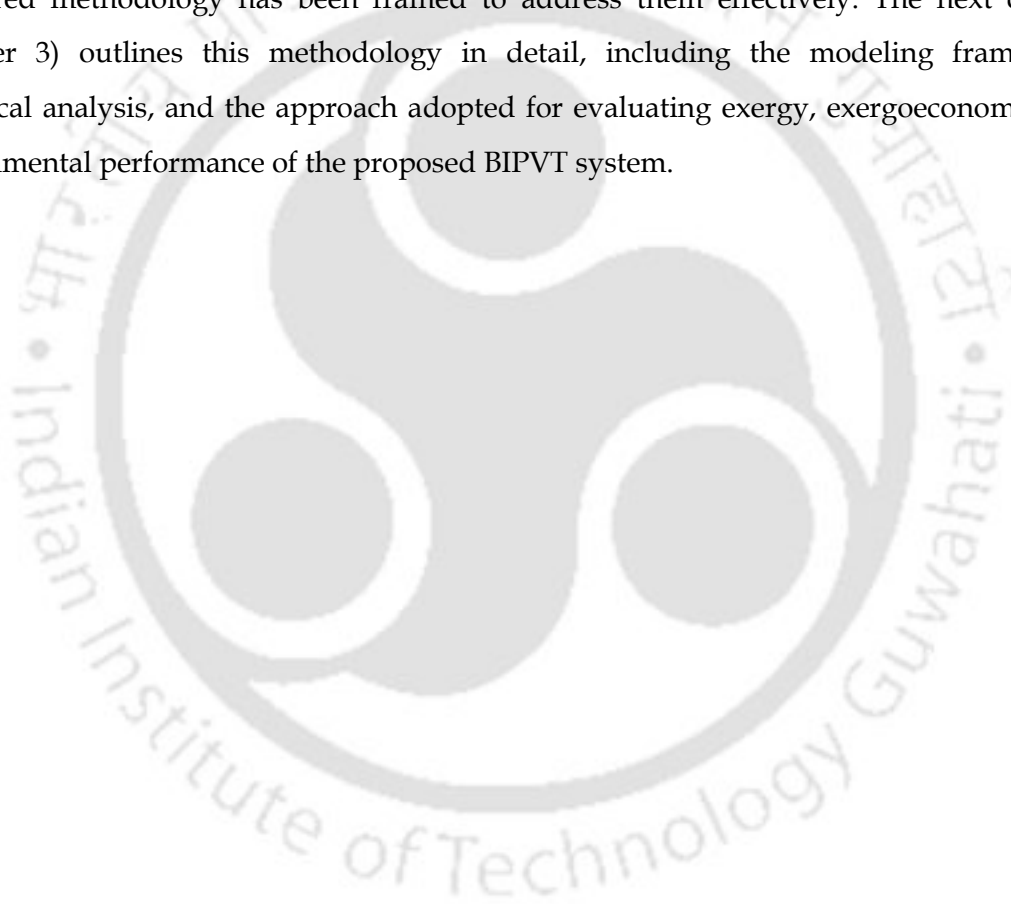 red methodology has been framed to address them effectively. The next
er 3) outlines this methodology in detail, including the modeling fram
cal analysis, and the approach adopted for evaluating exergy, exergoeconom
nmental performance of the proposed BIPVT system.
• Indian Institute of Technology Guwahati •